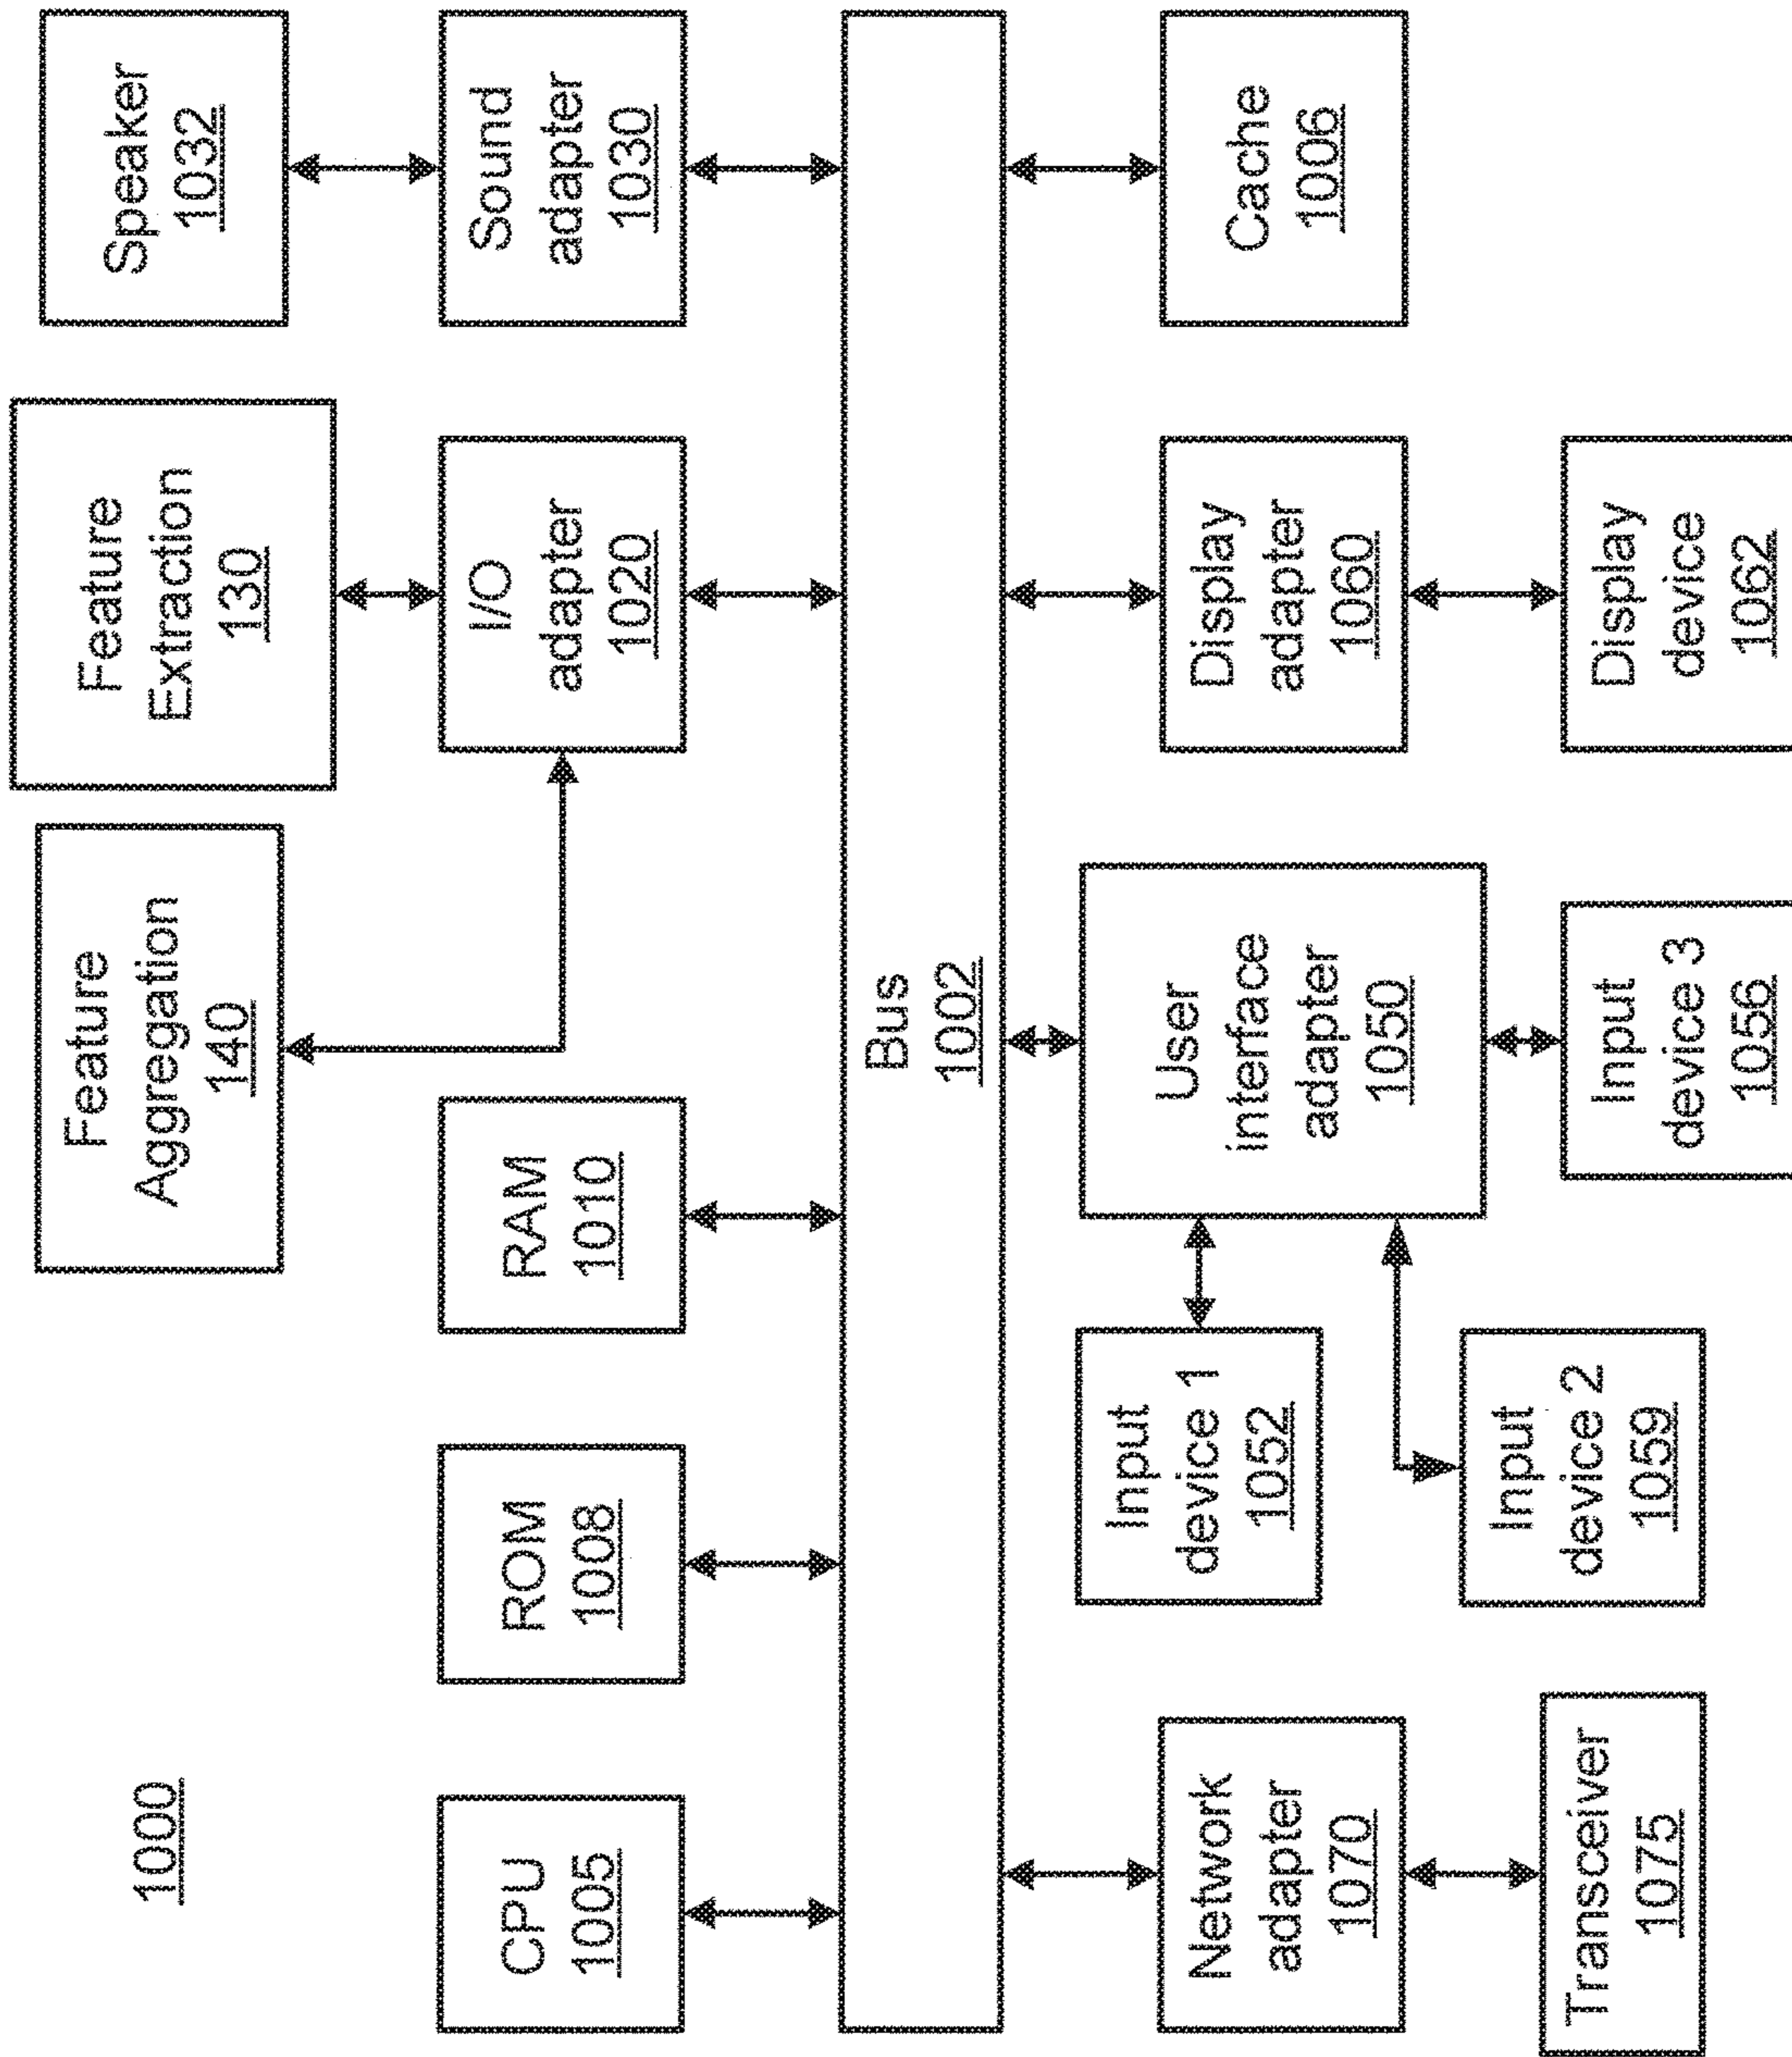 1000
Feature
Aggregation
140
Feature
Extraction
130
Speaker
1032
CPU
1005
ROM
1008
RAM
1010
I/O
adapter
1020
Sound
adapter
1030
Bus
1002
Network
adapter
1070
Input
device 1
1052
User
interface
adapter
1050
Display
adapter
1060
Cache
1006
Transceiver
1075
Input
device 2
1059
Input
device 3
1056
Display
device
1062